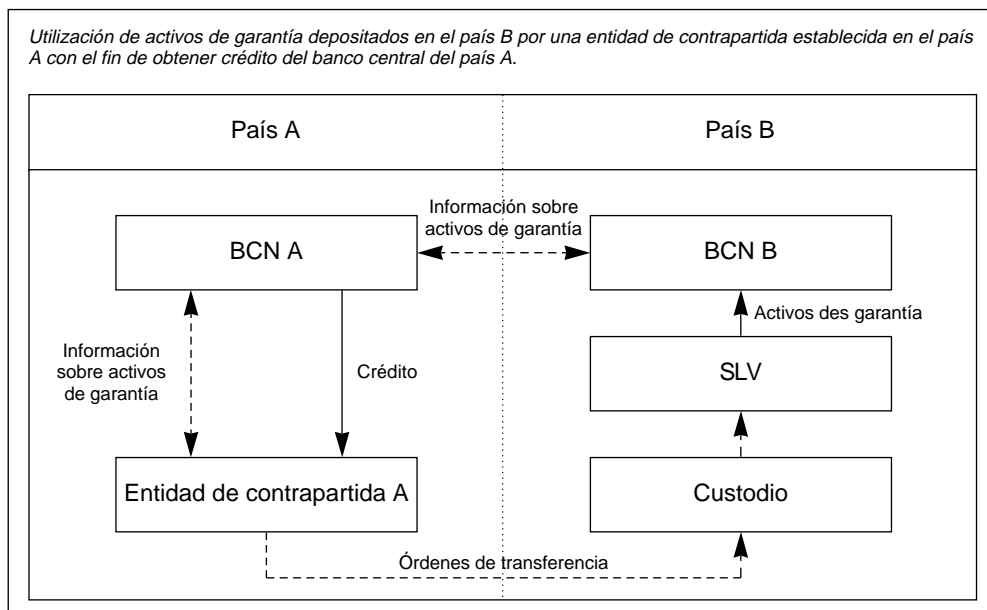 Utilización de activos de garantía depositados en el país B por una entidad de contrapartida establecida en el país
A con el fin de obtener crédito del banco central del país A.
País A
País B
Información sobre
activos de garantía
BCN A
BCN B
Activos des garantía
Información
sobre activos
de garantía
Crédito
SLV
Entidad de contrapartida A
Custodio
Órdenes de transferencia